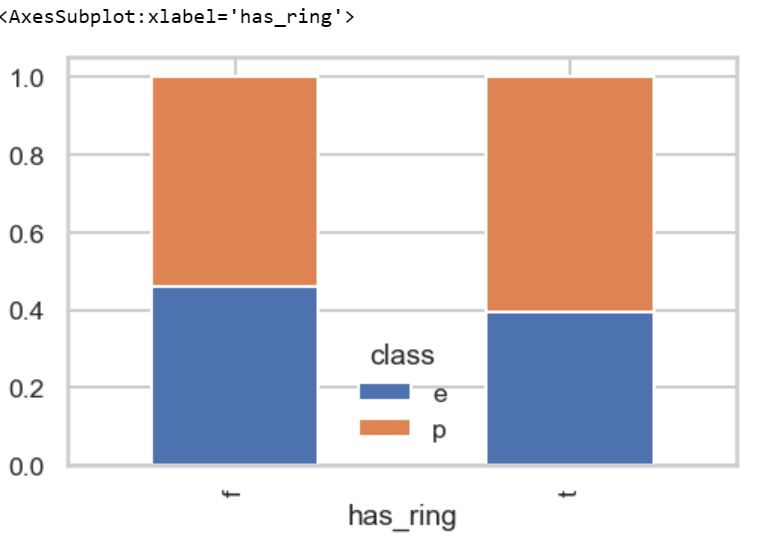 <AxesSubplot:xlabel='has_ring'>
1.0
0.8
0.6
0.4
0.2
0.0
class
e
p
f
t
has_ring